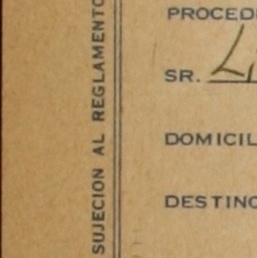 SUJECION AL REGLAMENTO
PROCED
SR.
DOMICIL
DESTINO